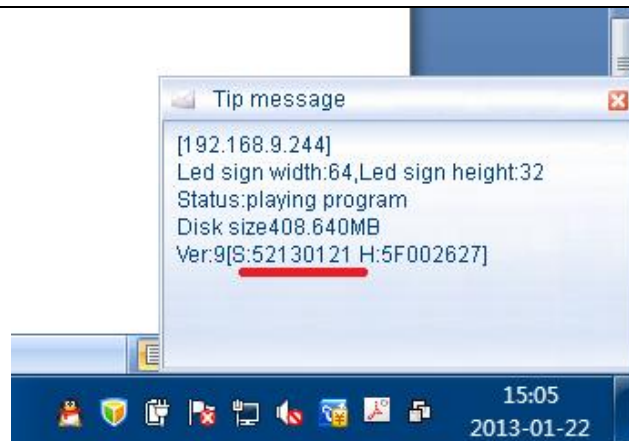 Tip message
[192.168.9.244]
Led sign width:64,Led sign height:32
Status:playing program
Disk size408.640MB
Ver:9[S:52130121 H:5F002627]
15:05
2013-01-22